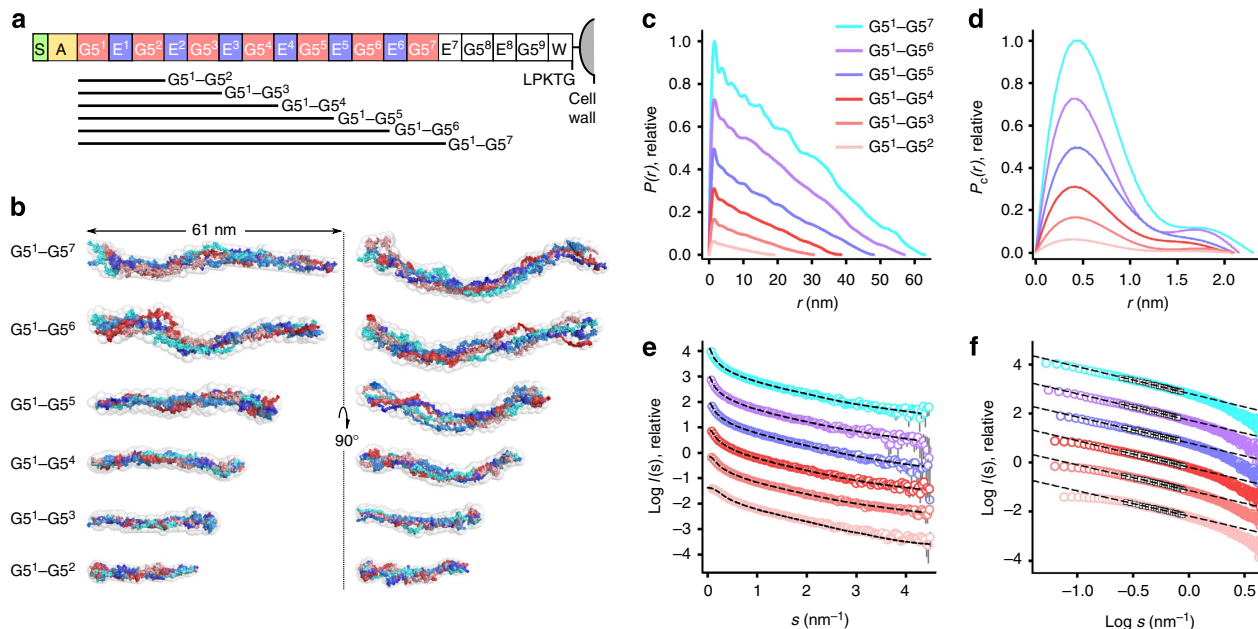 a
S A G5¹ E¹ G5² E² G5³ E³ G5⁴ E⁴ G5⁵ E⁵ G5⁶ E⁶ G5⁷ E⁷ G5⁸ E⁸ G5⁹ W
LPKTG
Cell
wall
G5¹–G5²
G5¹–G5³
G5¹–G5⁴
G5¹–G5⁵
G5¹–G5⁶
G5¹–G5⁷
b
61 nm
G5¹–G5⁷
G5¹–G5⁶
G5¹–G5⁵
90°
G5¹–G5⁴
G5¹–G5³
G5¹–G5²
c
P(r), relative
1.0
0.8
0.6
0.4
0.2
0.0
0 10 20 30 40 50 60
r (nm)
G5¹–G5⁷
G5¹–G5⁶
G5¹–G5⁵
G5¹–G5⁴
G5¹–G5³
G5¹–G5²
d
Pc(r), relative
1.0
0.8
0.6
0.4
0.2
0.0
0.0 0.5 1.0 1.5 2.0
r (nm)
e
Log I(s), relative
4
3
2
1
0
−1
−2
−3
−4
0 1 2 3 4
s (nm⁻¹)
f
Log I(s), relative
4
2
0
−2
−4
−1.0 −0.5 0.0 0.5
Log s (nm⁻¹)